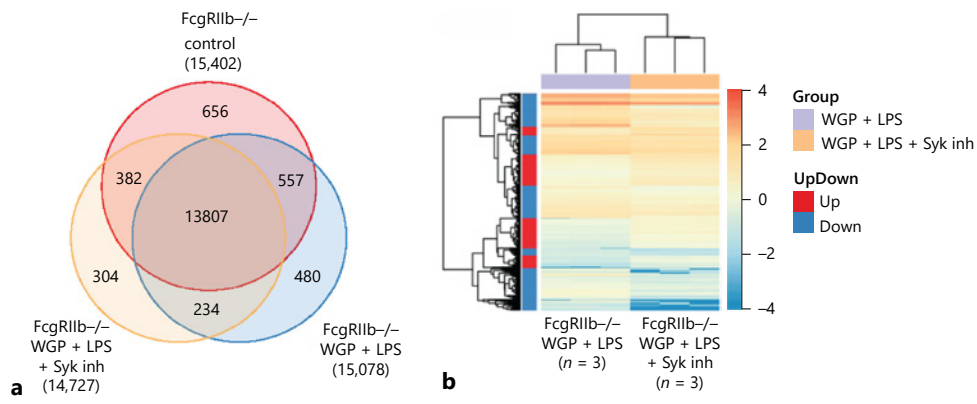 FcgRIIb–/–
control
(15,402)
656
382
557
13807
304
480
234
FcgRIIb–/–
WGP + LPS
+ Syk inh
(14,727)
FcgRIIb–/–
WGP + LPS
(15,078)
a
4
2
0
–2
–4
Group
WGP + LPS
WGP + LPS + Syk inh
UpDown
Up
Down
FcgRIIb–/–
WGP + LPS
(n = 3)
FcgRIIb–/–
WGP + LPS
+ Syk inh
(n = 3)
b